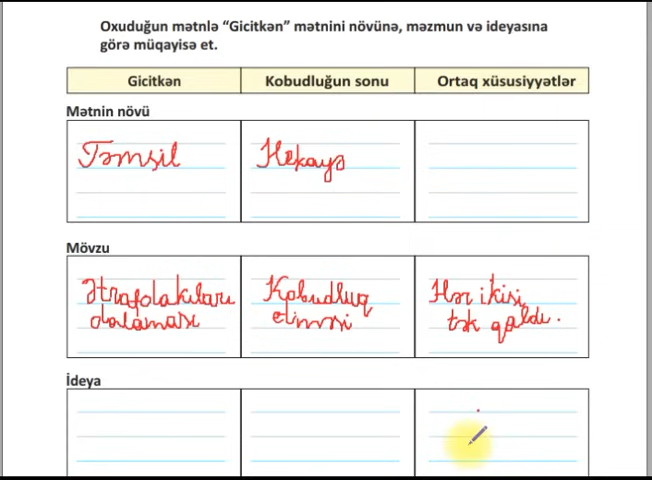 Oxuduğun mətnlə “Gicitkən” mətnini növünə, məzmun və ideyasına
görə müqayisə et.
Gicitkən
Kobudluğun sonu
Ortaq xüsusiyyətlər
Mətnin növü
Təmsil
Hekayə
Mövzu
Ətrafdakıları
dalaması
Kobudluq
etməsi
Hər ikisi
tək qaldı.
İdeya